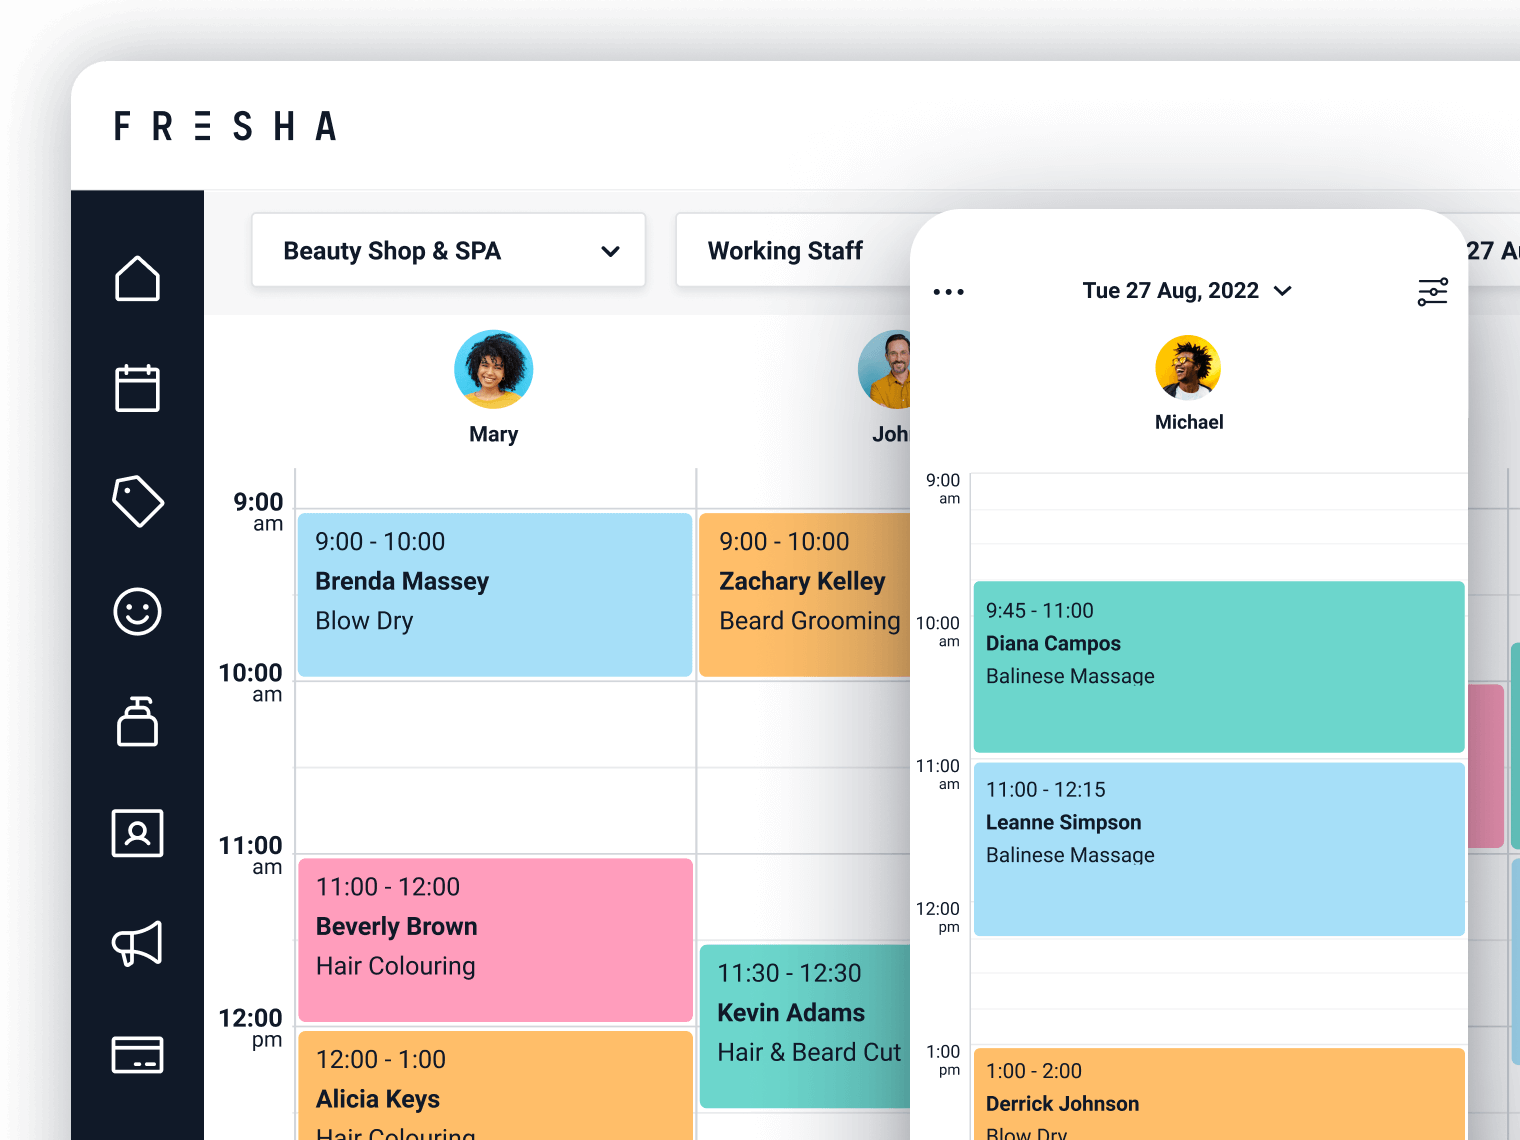 FRESHA
Beauty Shop & SPA
Working Staff
27
Mary
9:00
am
10:00
am
11:00
am
12:00
pm
9:00 - 10:00
Brenda Massey
Blow Dry
11:00 - 12:00
Beverly Brown
Hair Colouring
12:00 - 1:00
Alicia Keys
Hair Colouring
9:00 - 10:00
Zachary Kelley
Beard Grooming
11:30 - 12:30
Kevin Adams
Hair & Beard Cut
Tue 27 Aug, 2022
Michael
9:00
am
10:00
am
11:00
am
12:00
pm
1:00
pm
9:45 - 11:00
Diana Campos
Balinese Massage
11:00 - 12:15
Leanne Simpson
Balinese Massage
1:00 - 2:00
Derrick Johnson
Blow Dry